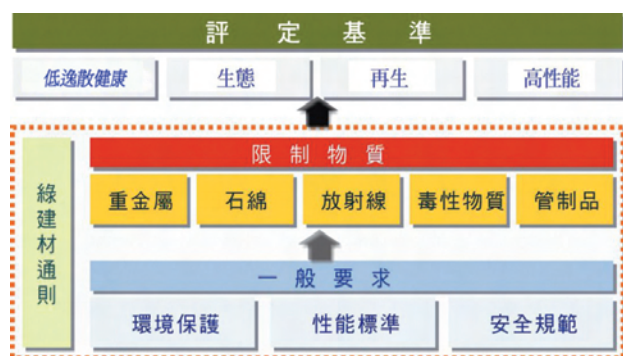 評定基準
低逸散健康 生態 再生 高性能
綠建材通則
限制物質
重金屬 石綿 放射線 毒性物質 管制品
一般要求
環境保護 性能標準 安全規範